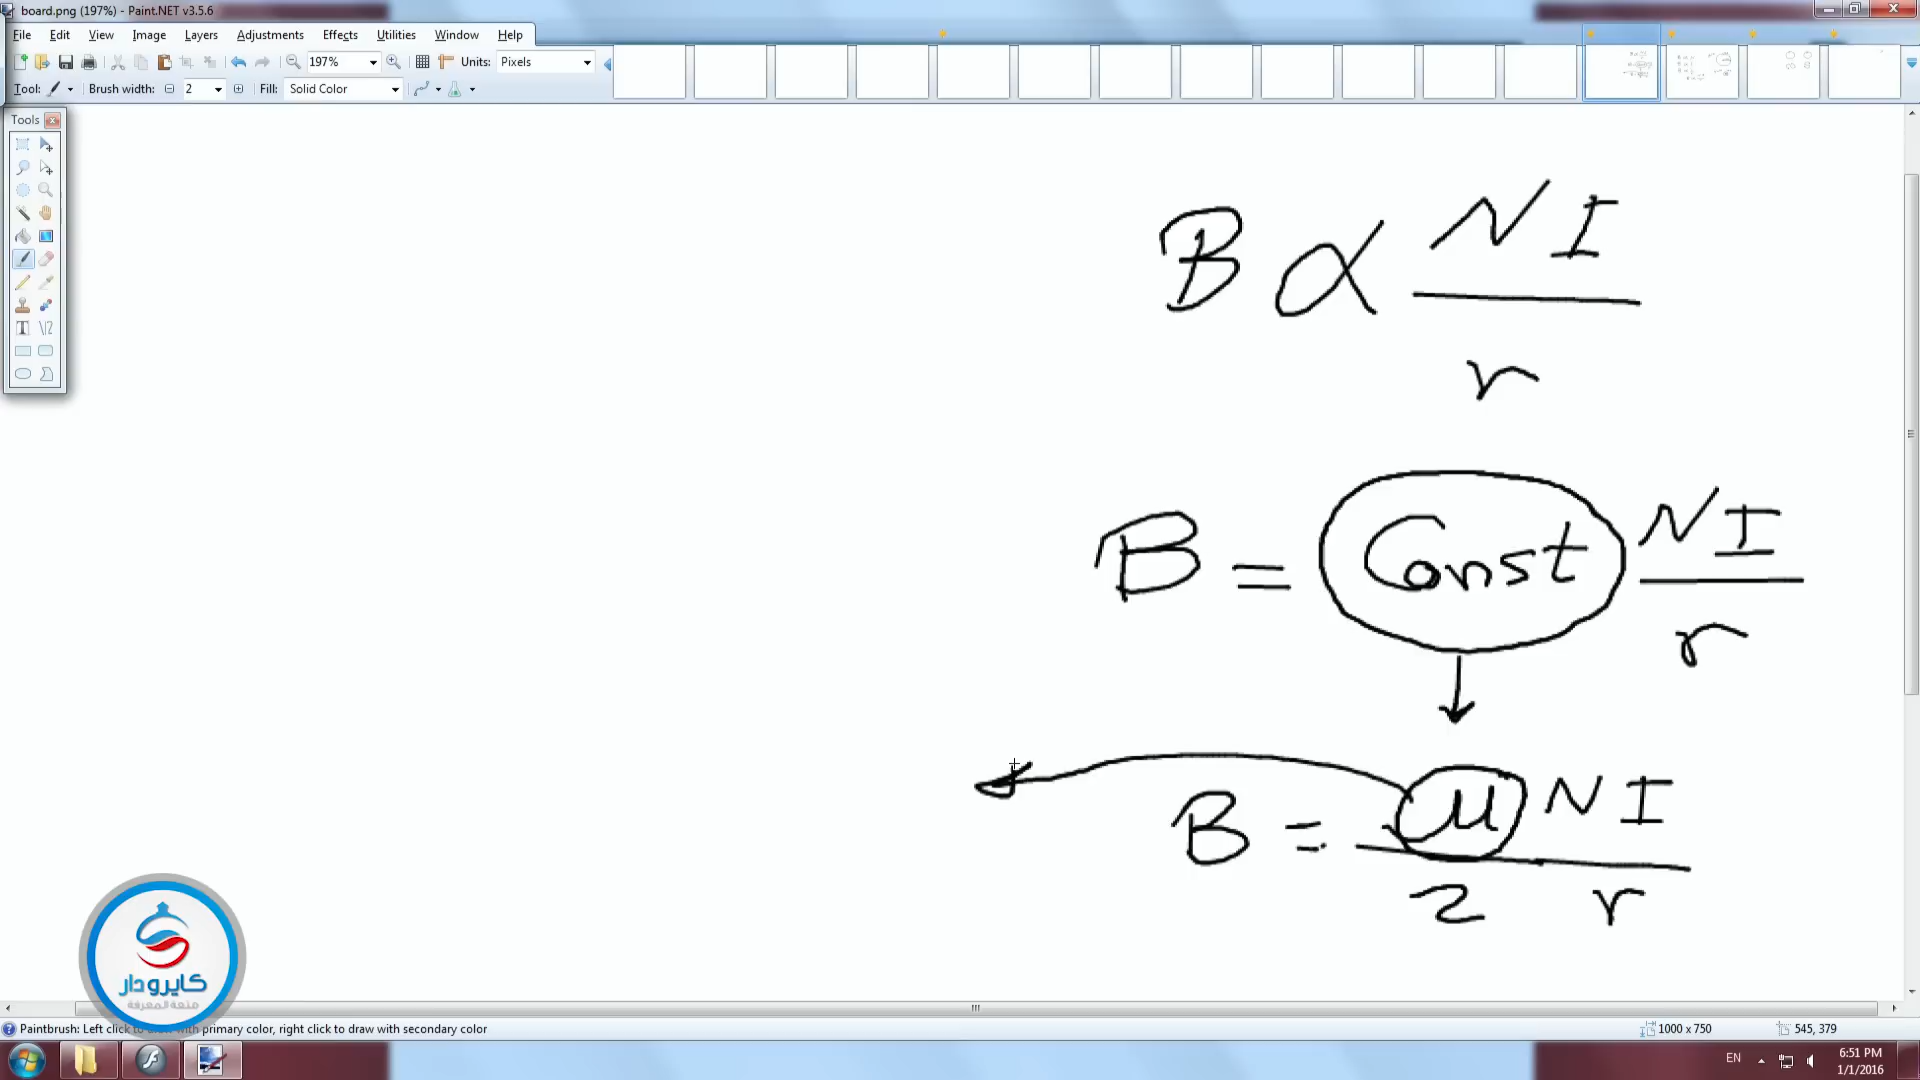 board.png (197%) - Paint.NET v3.5.6
File Edit View Image Layers Adjustments Effects Utilities Window Help
197% Units: Pixels
Tool: Brush width: 2 Fill: Solid Color
Tools
B ∝ NI
r
B = Const NI
r
B = μ NI
2 r
كايرودار
متعة المعرفة
Paintbrush: Left click to draw with primary color, right click to draw with secondary color
1000 x 750 545, 379
EN 6:51 PM
1/1/2016